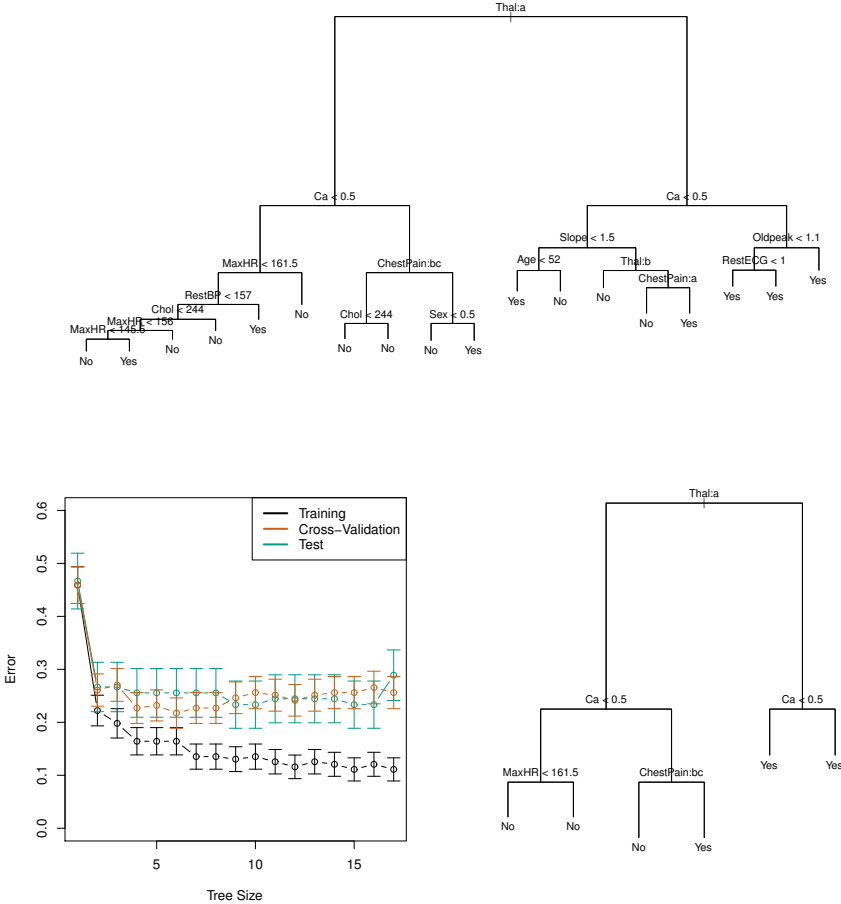 Thal:a
Ca < 0.5
Ca < 0.5
Slope < 1.5
Oldpeak < 1.1
MaxHR < 161.5
ChestPain:bc
Age < 52
Thal:b
RestECG < 1
ChestPain:a
Yes
Yes
No
No
Yes
Yes
RestBP < 157
No
Chol < 244
Chol < 244
Sex < 0.5
No
Yes
MaxHR < 156
Yes
MaxHR < 145.5
No
No
No
No
No
Yes
No
Yes
Error
0.0
0.1
0.2
0.3
0.4
0.5
0.6
Training
Cross−Validation
Test
5
10
15
Tree Size
Thal:a
Ca < 0.5
Ca < 0.5
Yes
Yes
MaxHR < 161.5
ChestPain:bc
No
No
No
Yes